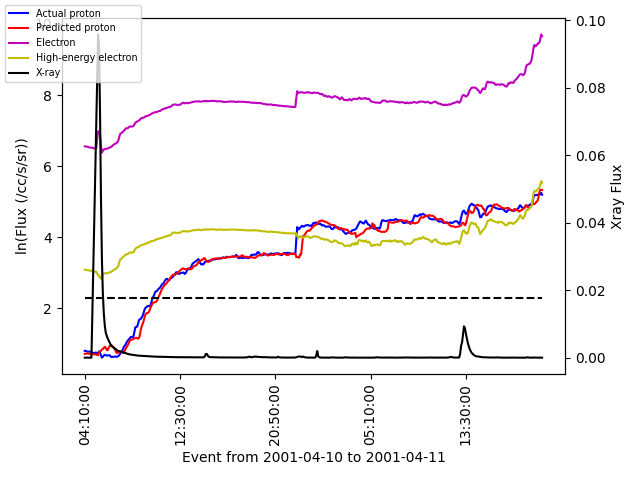 Actual proton
Predicted proton
Electron
High-energy electron
X-ray
ln(Flux (/cc/s/sr))
8
6
4
2
0.10
0.08
0.06
0.04
0.02
0.00
Xray Flux
04:10:00
12:30:00
20:50:00
05:10:00
13:30:00
Event from 2001-04-10 to 2001-04-11